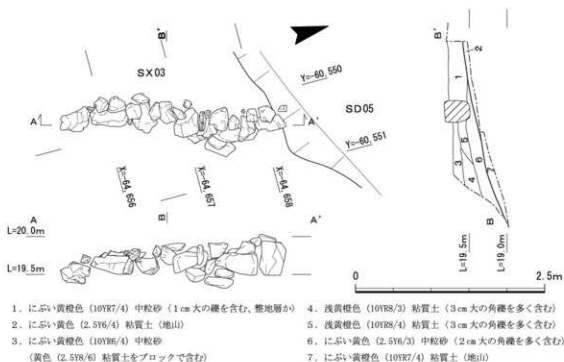 B'
SX03
Y=-60,550
SD05
Y=-60,551
A
A'
X=-64,656
X=-64,657
X=-64,658
A
B
A'
L=20.0m
L=19.5m
B'
2
1
5
3
4
6
7
B
L=19.5m
L=19.0m
0
2.5m
1. にぶい黄橙色 (10YR7/4) 中粒砂 (1cm大の礫を含む、整地層か)
2. にぶい黄色 (2.5Y6/4) 粘質土 (地山)
3. にぶい黄橙色 (10YR6/4) 中粒砂
(黄色 (2.5Y8/6) 粘質土をブロックで含む)
4. 浅黄橙色 (10YR8/3) 粘質土 (3cm大の角礫を多く含む)
5. 浅黄橙色 (10YR8/4) 粘質土 (3cm大の角礫を多く含む)
6. にぶい黄色 (2.5Y6/3) 中粒砂 (2cm大の角礫を多く含む)
7. にぶい黄橙色 (10YR7/4) 粘質土 (地山)